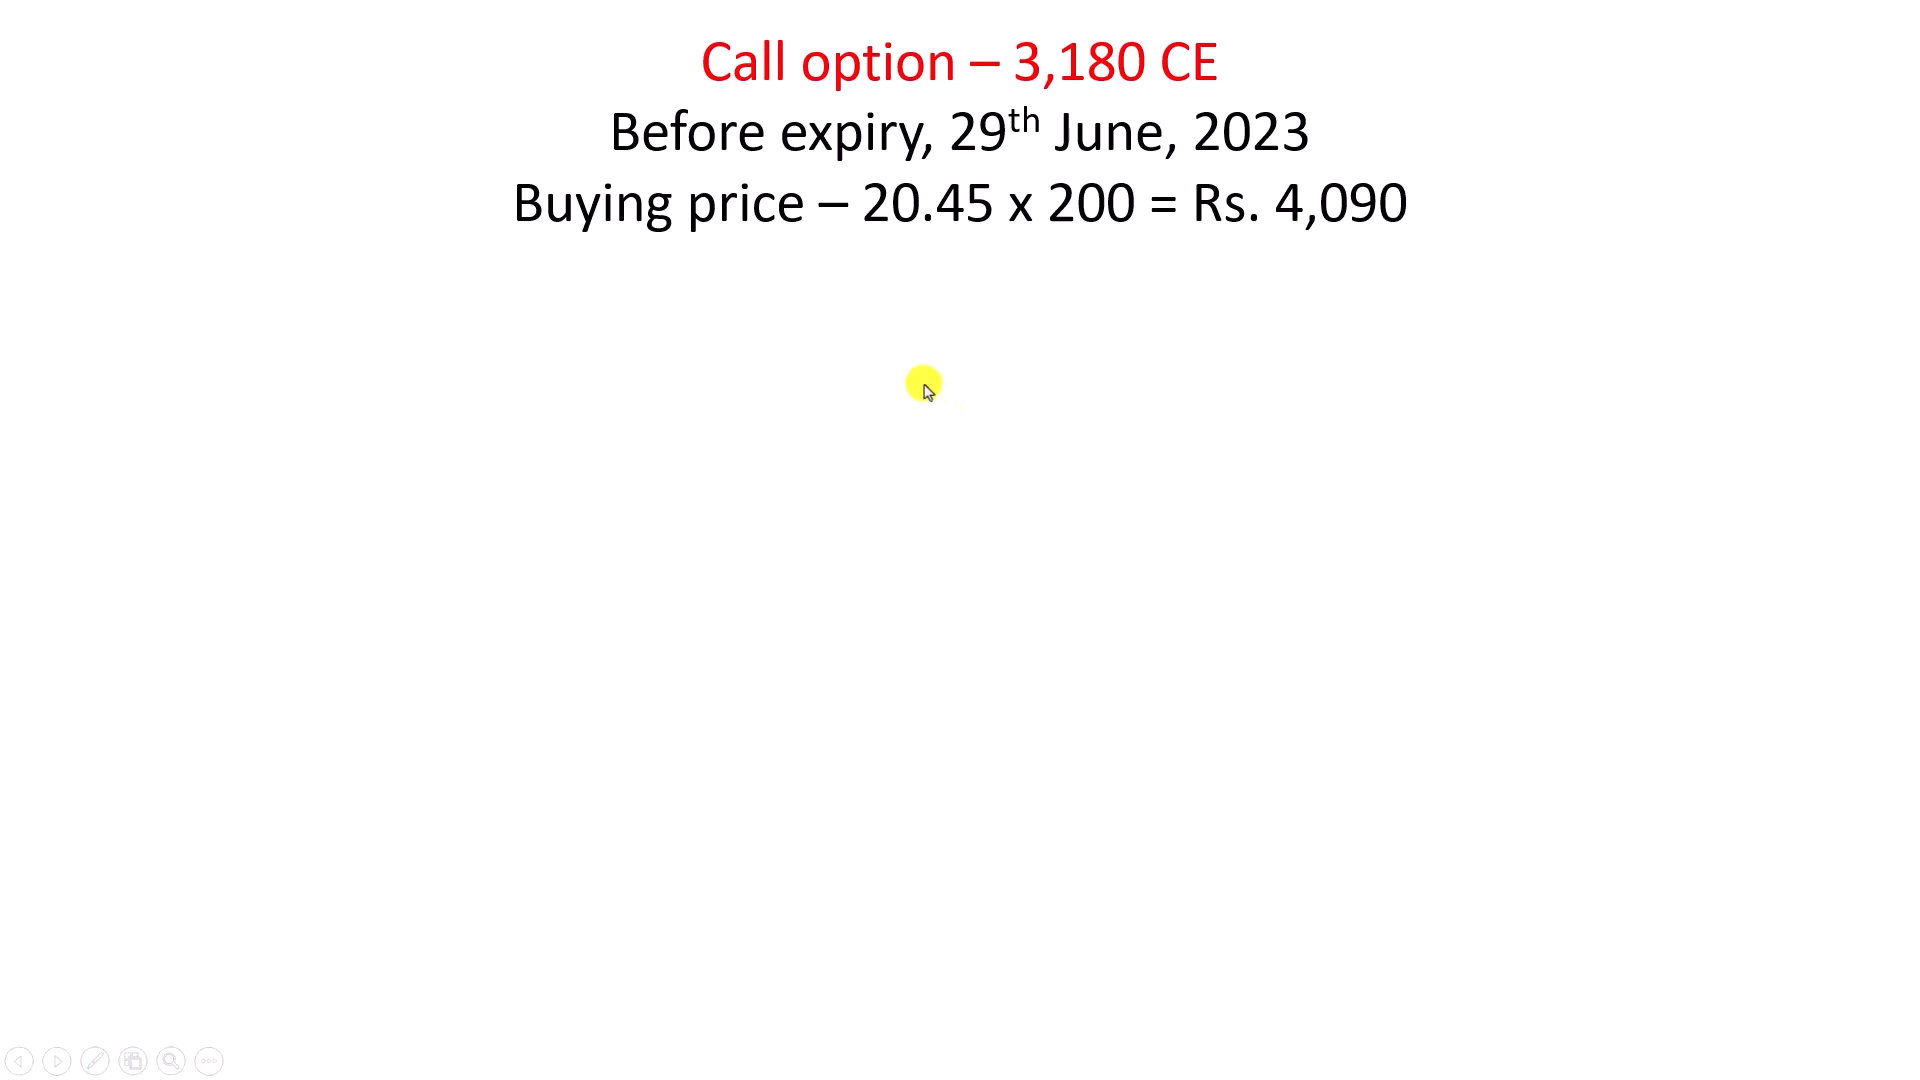 Call option – 3,180 CE
Before expiry, 29th June, 2023
Buying price – 20.45 x 200 = Rs. 4,090